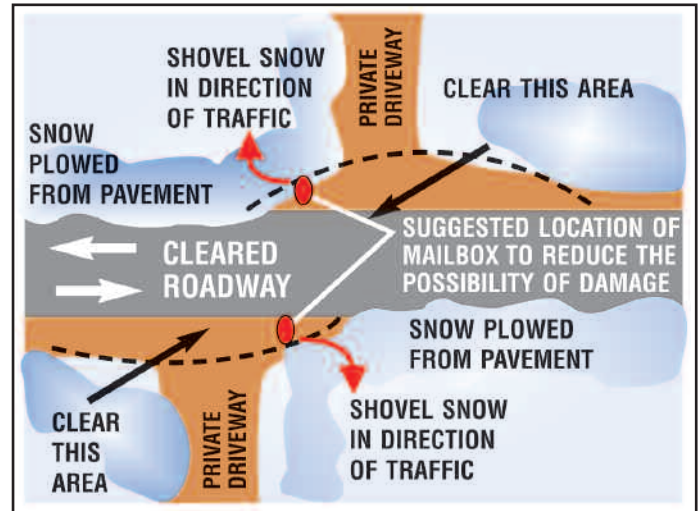 SHOVEL SNOW
IN DIRECTION
OF TRAFFIC
PRIVATE
DRIVEWAY
CLEAR THIS AREA
SNOW
PLOWED
FROM PAVEMENT
CLEARED
ROADWAY
SUGGESTED LOCATION OF
MAILBOX TO REDUCE THE
POSSIBILITY OF DAMAGE
SNOW PLOWED
FROM PAVEMENT
CLEAR
THIS
AREA
PRIVATE
DRIVEWAY
SHOVEL SNOW
IN DIRECTION
OF TRAFFIC